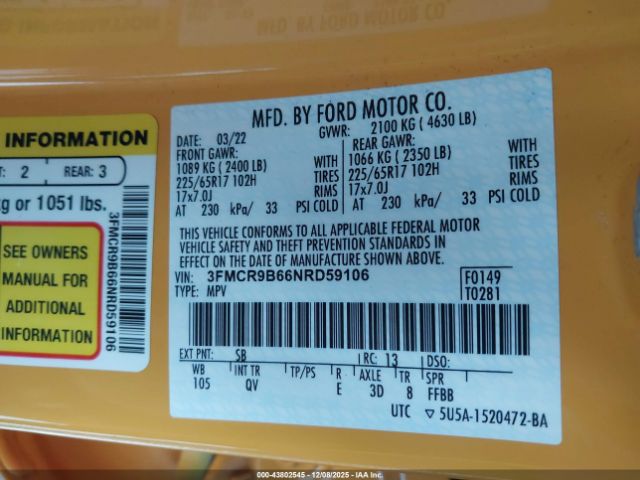 MFD. BY FORD MOTOR CO.
DATE: 03/22
GVWR: 2100 KG ( 4630 LB)
FRONT GAWR:
1089 KG ( 2400 LB)
225/65R17 102H
17x7.0J
AT 230 kPa/ 33
WITH
TIRES
RIMS
PSI COLD
REAR GAWR:
1066 KG ( 2350 LB)
225/65R17 102H
17x7.0J
AT 230 kPa/ 33
WITH
TIRES
RIMS
PSI COLD
THIS VEHICLE CONFORMS TO ALL APPLICABLE FEDERAL MOTOR
VEHICLE SAFETY AND THEFT PREVENTION STANDARDS IN
EFFECT ON THE DATE OF MANUFACTURE SHOWN ABOVE.
VIN: 3FMCR9B66NRD59106
TYPE: MPV
F0149
T0281
EXT PNT: SB RC: 13 DSO:
WB INT TR TP/PS R AXLE TR SPR
105 QV E 3D 8 FFBB
UTC ▽ 5U5A-1520472-BA
INFORMATION
2 REAR: 3
kg or 1051 lbs.
SEE OWNERS
MANUAL FOR
ADDITIONAL
INFORMATION
3FMCR9B66NRD59106
000-43802545 - 12/08/2025 - IAAI.COM